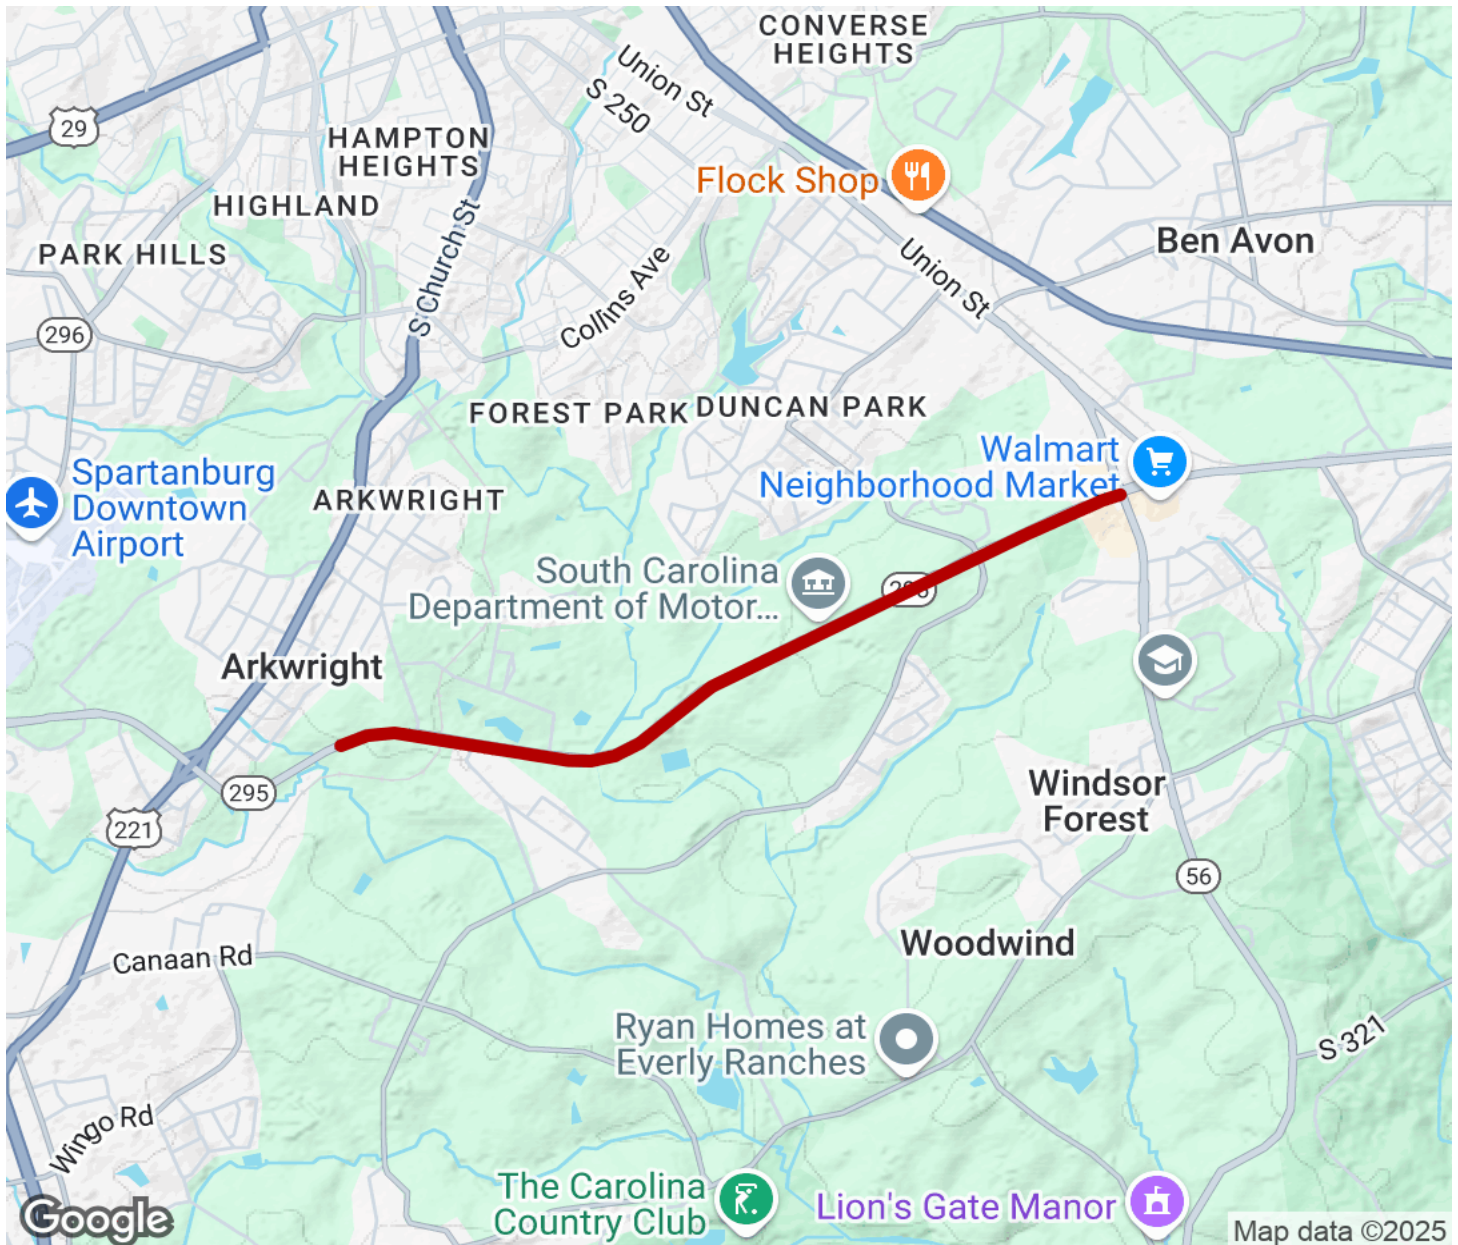 CONVERSE
HEIGHTS
Union St
S 250
29
HAMPTON
HEIGHTS
Flock Shop
HIGHLAND
PARK HILLS
Ben Avon
S Church St
Union St
Collins Ave
296
FOREST PARK
DUNCAN PARK
Walmart
Neighborhood Market
Spartanburg
Downtown
Airport
ARKWRIGHT
South Carolina
Department of Motor...
Arkwright
295
221
Windsor
Forest
56
Canaan Rd
Woodwind
Ryan Homes at
Everly Ranches
S 321
Wingo Rd
The Carolina
Country Club
Lion's Gate Manor
Google
Map data ©2025